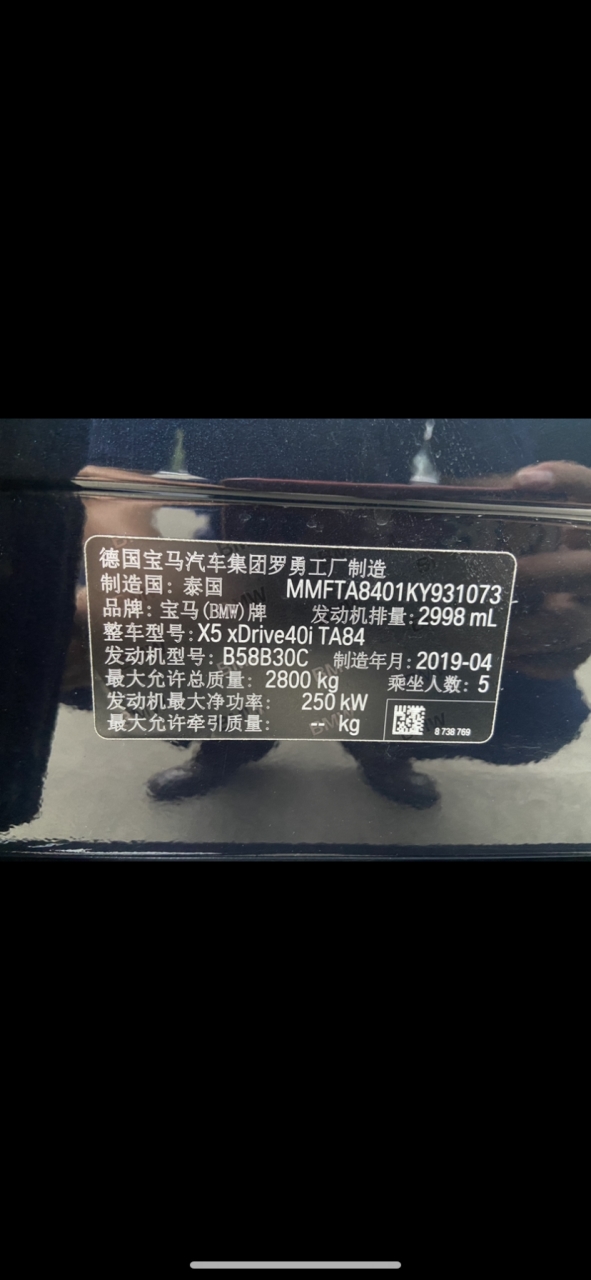 德国宝马汽车集团罗勇工厂制造
制造国：泰国 MMFTA8401KY931073
品牌：宝马(BMW)牌 发动机排量：2998 mL
整车型号：X5 xDrive40i TA84
发动机型号：B58B30C 制造年月：2019-04
最大允许总质量：2800 kg 乘坐人数：5
发动机最大净功率：250 kW
最大允许牵引质量：-- kg
8 738 769